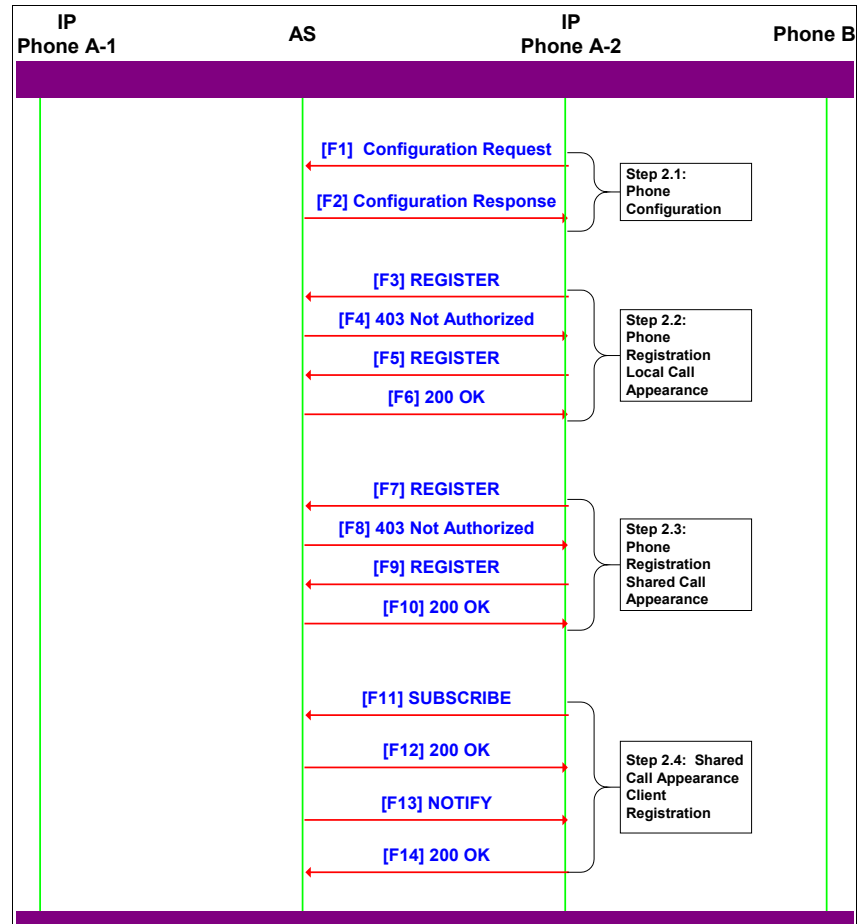 IP
Phone A-1
AS
IP
Phone A-2
Phone B
[F1] Configuration Request
[F2] Configuration Response
Step 2.1:
Phone
Configuration
[F3] REGISTER
[F4] 403 Not Authorized
[F5] REGISTER
[F6] 200 OK
Step 2.2:
Phone
Registration
Local Call
Appearance
[F7] REGISTER
[F8] 403 Not Authorized
[F9] REGISTER
[F10] 200 OK
Step 2.3:
Phone
Registration
Shared Call
Appearance
[F11] SUBSCRIBE
[F12] 200 OK
[F13] NOTIFY
[F14] 200 OK
Step 2.4: Shared
Call Appearance
Client
Registration